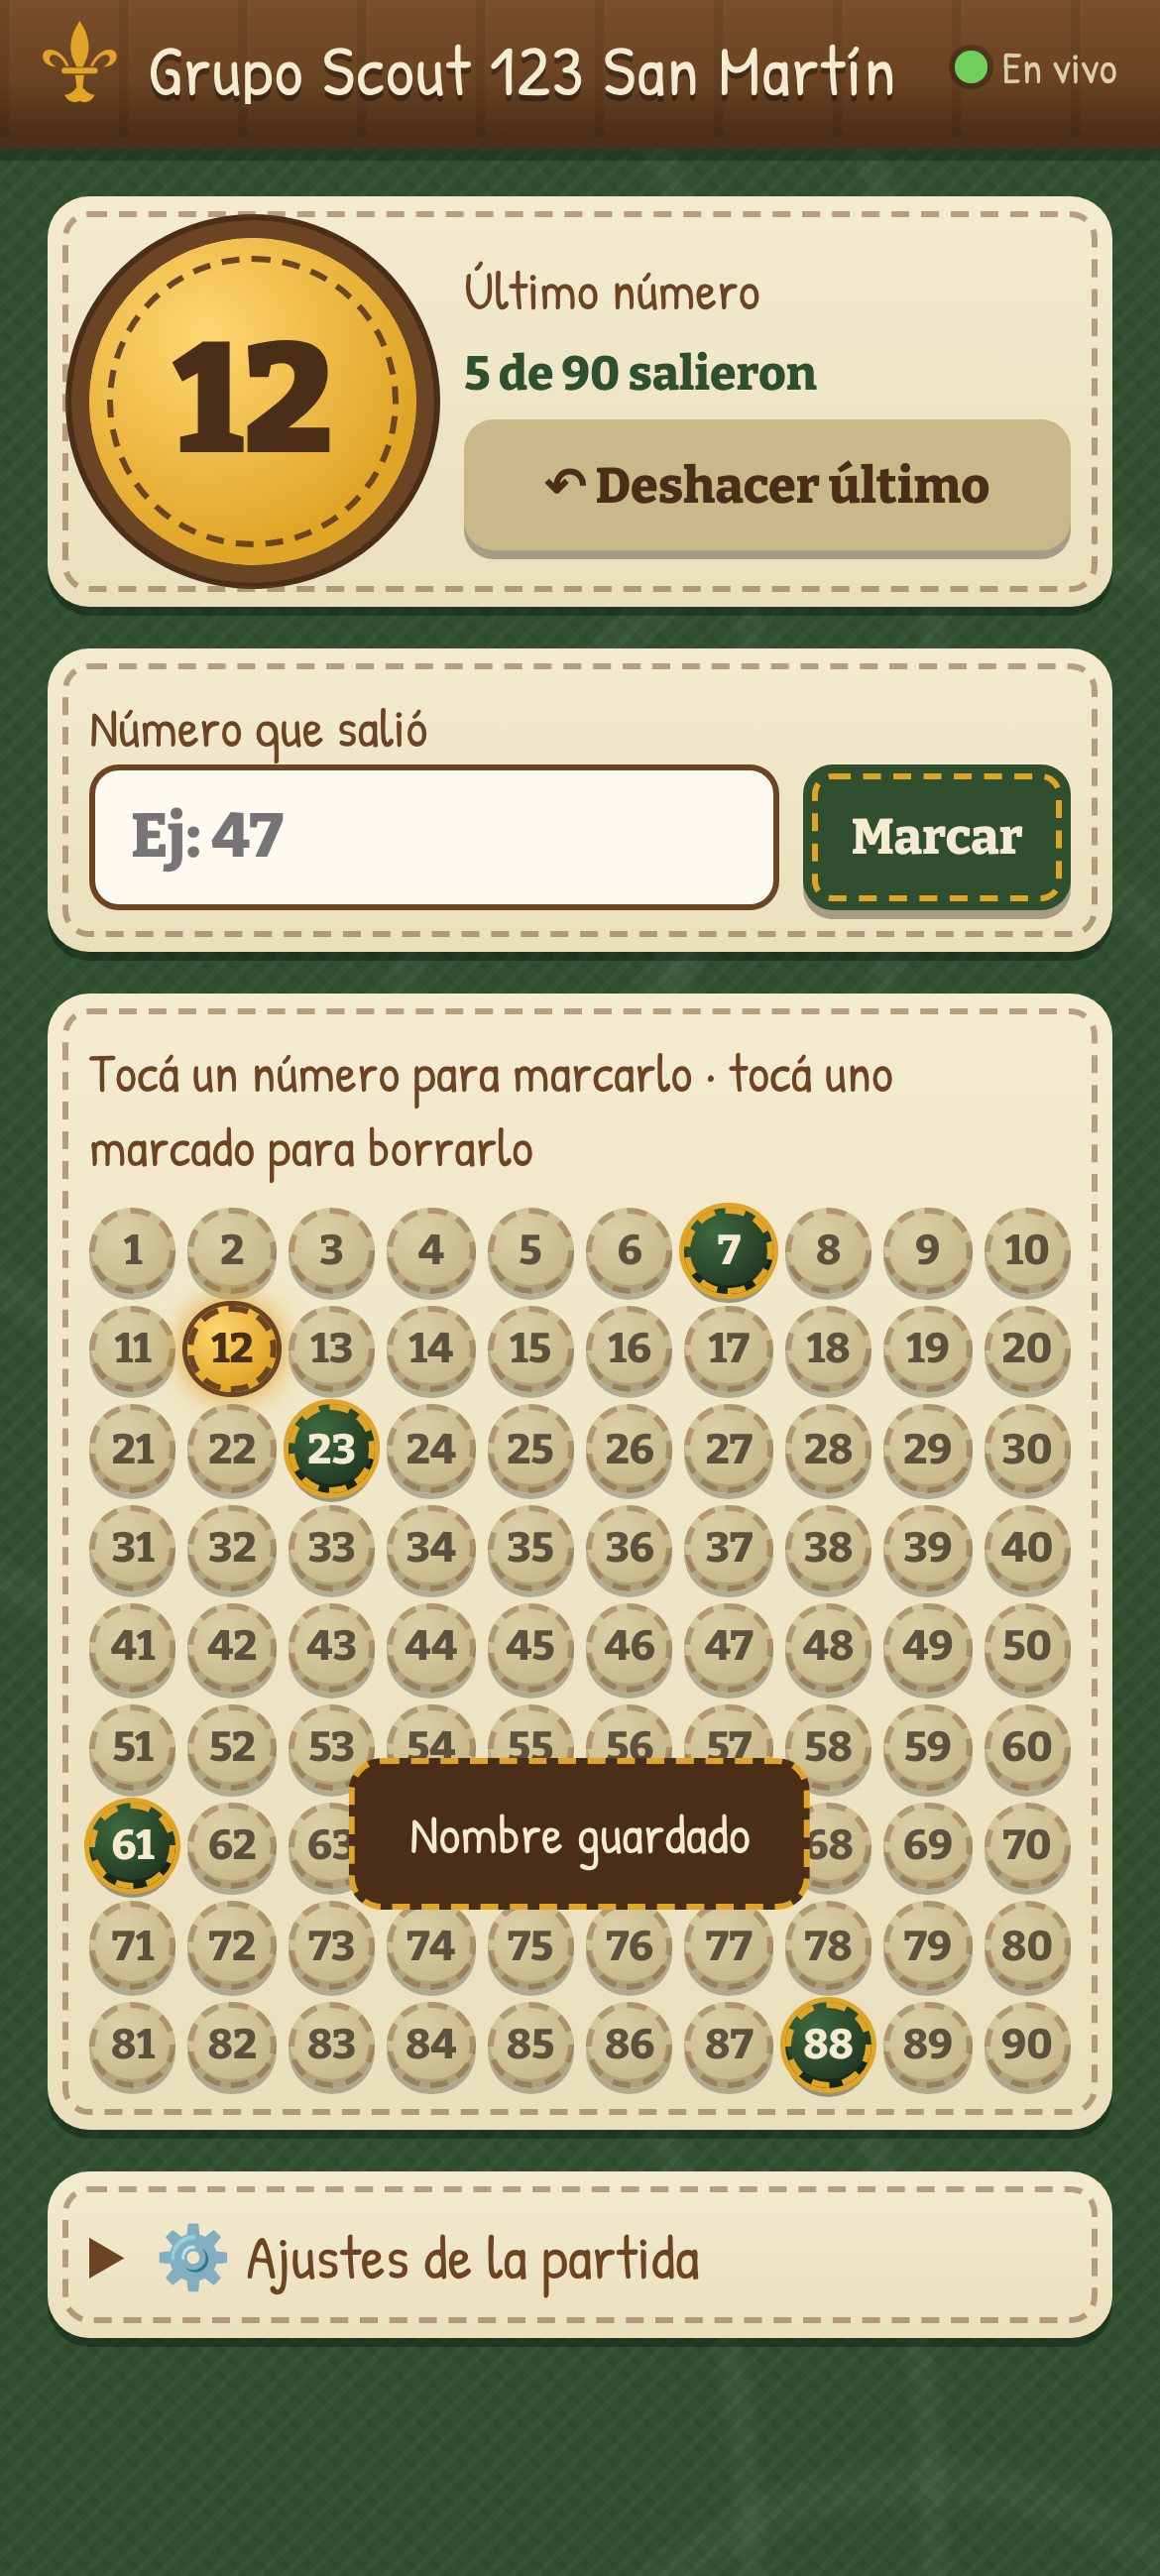 Grupo Scout 123 San Martín
En vivo
12
Último número
5 de 90 salieron
↶ Deshacer último
Número que salió
Ej: 47
Marcar
Tocá un número para marcarlo · tocá uno
marcado para borrarlo
1 2 3 4 5 6 7 8 9 10
11 12 13 14 15 16 17 18 19 20
21 22 23 24 25 26 27 28 29 30
31 32 33 34 35 36 37 38 39 40
41 42 43 44 45 46 47 48 49 50
51 52 53 54 55 56 57 58 59 60
61 62 63 68 69 70
Nombre guardado
71 72 73 74 75 76 77 78 79 80
81 82 83 84 85 86 87 88 89 90
Ajustes de la partida